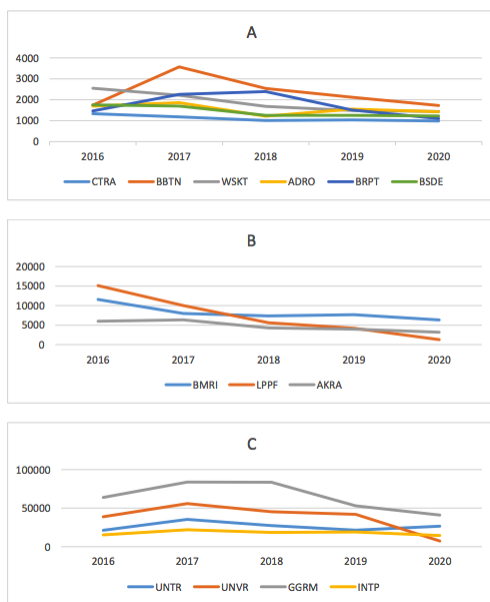 A
4000
3000
2000
1000
0
2016 2017 2018 2019 2020
CTRA BBTN WSKT ADRO BRPT BSDE
B
20000
15000
10000
5000
0
2016 2017 2018 2019 2020
BMRI LPPF AKRA
C
100000
50000
0
2016 2017 2018 2019 2020
UNTR UNVR GGRM INTP